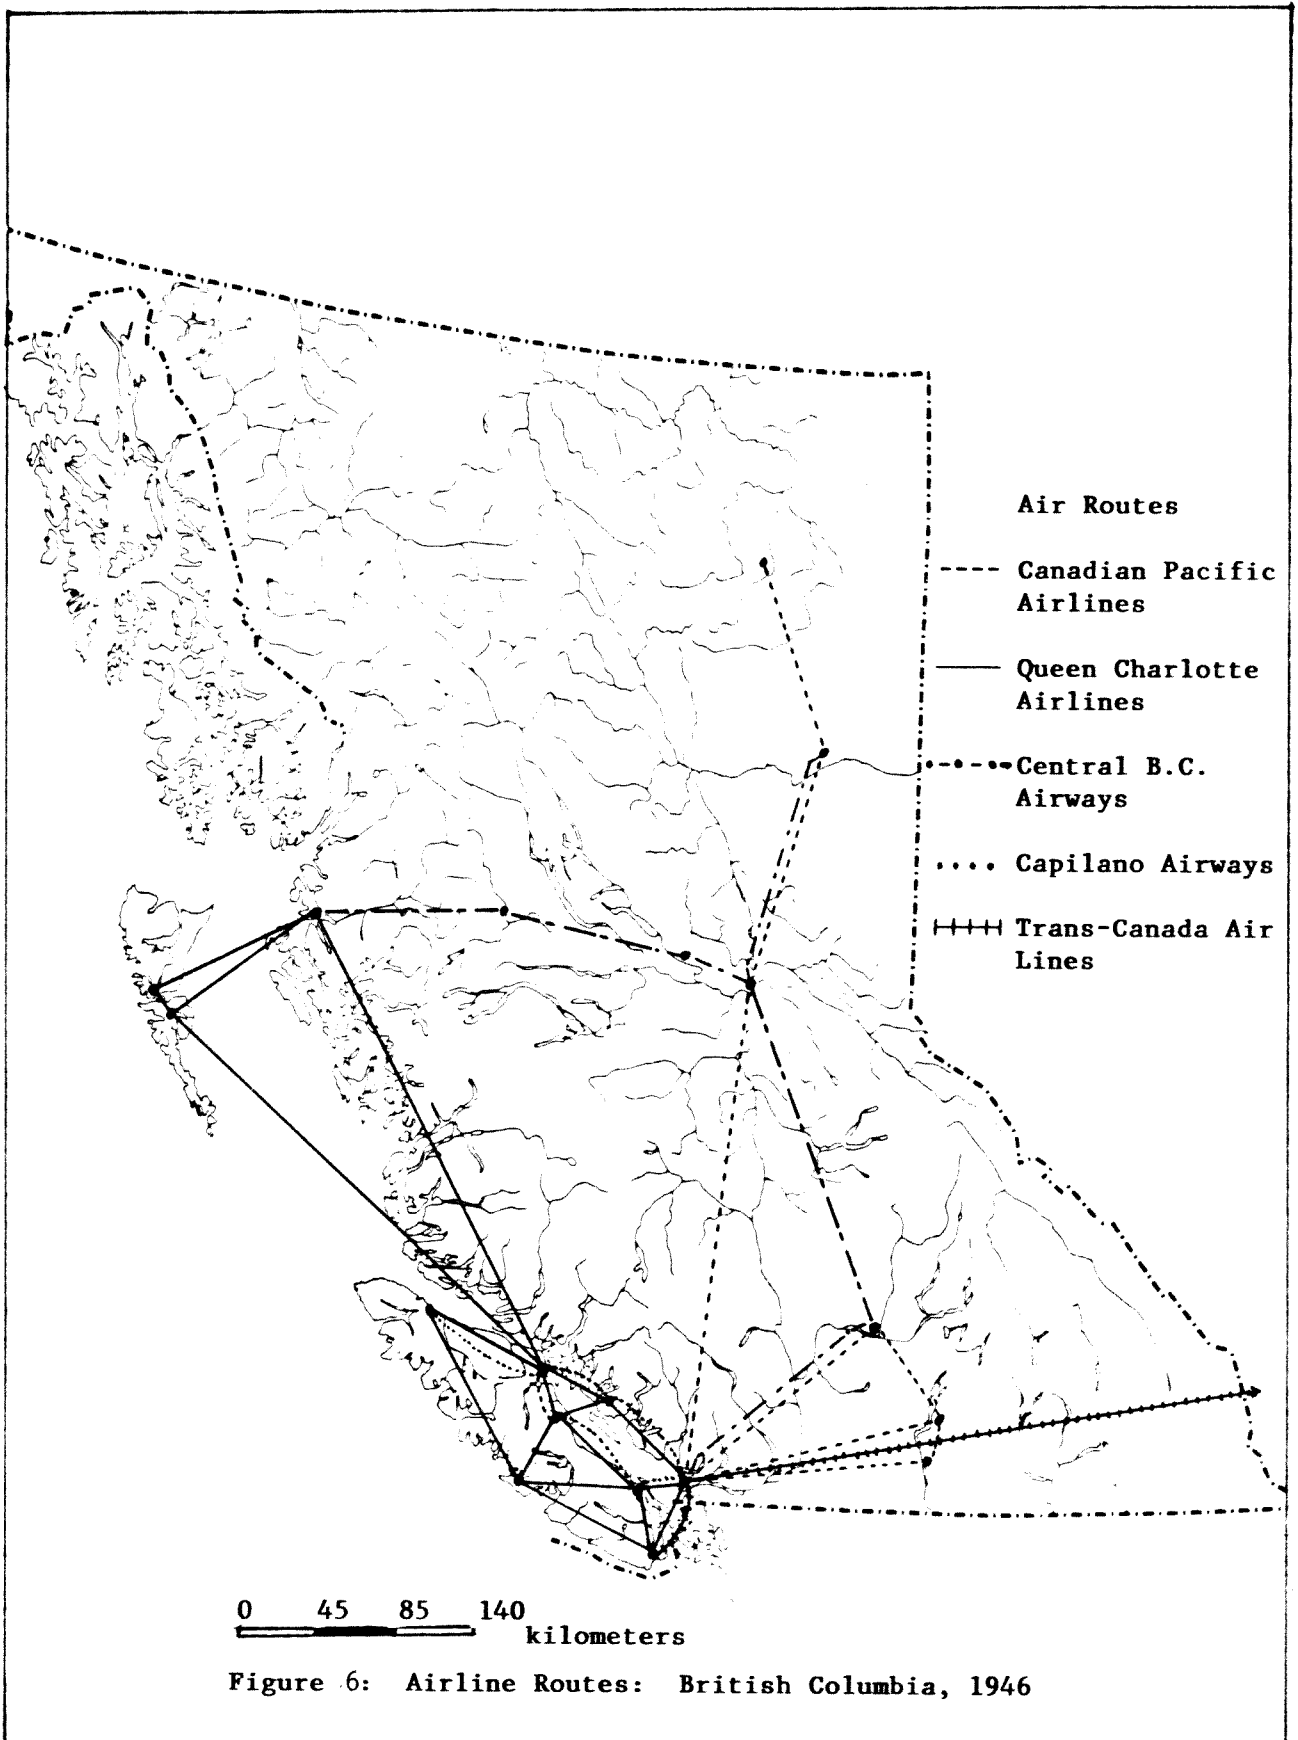 Air Routes
Canadian Pacific
Airlines
Queen Charlotte
Airlines
Central B.C.
Airways
Capilano Airways
Trans-Canada Air
Lines
0 45 85 140
kilometers
Figure 6: Airline Routes: British Columbia, 1946